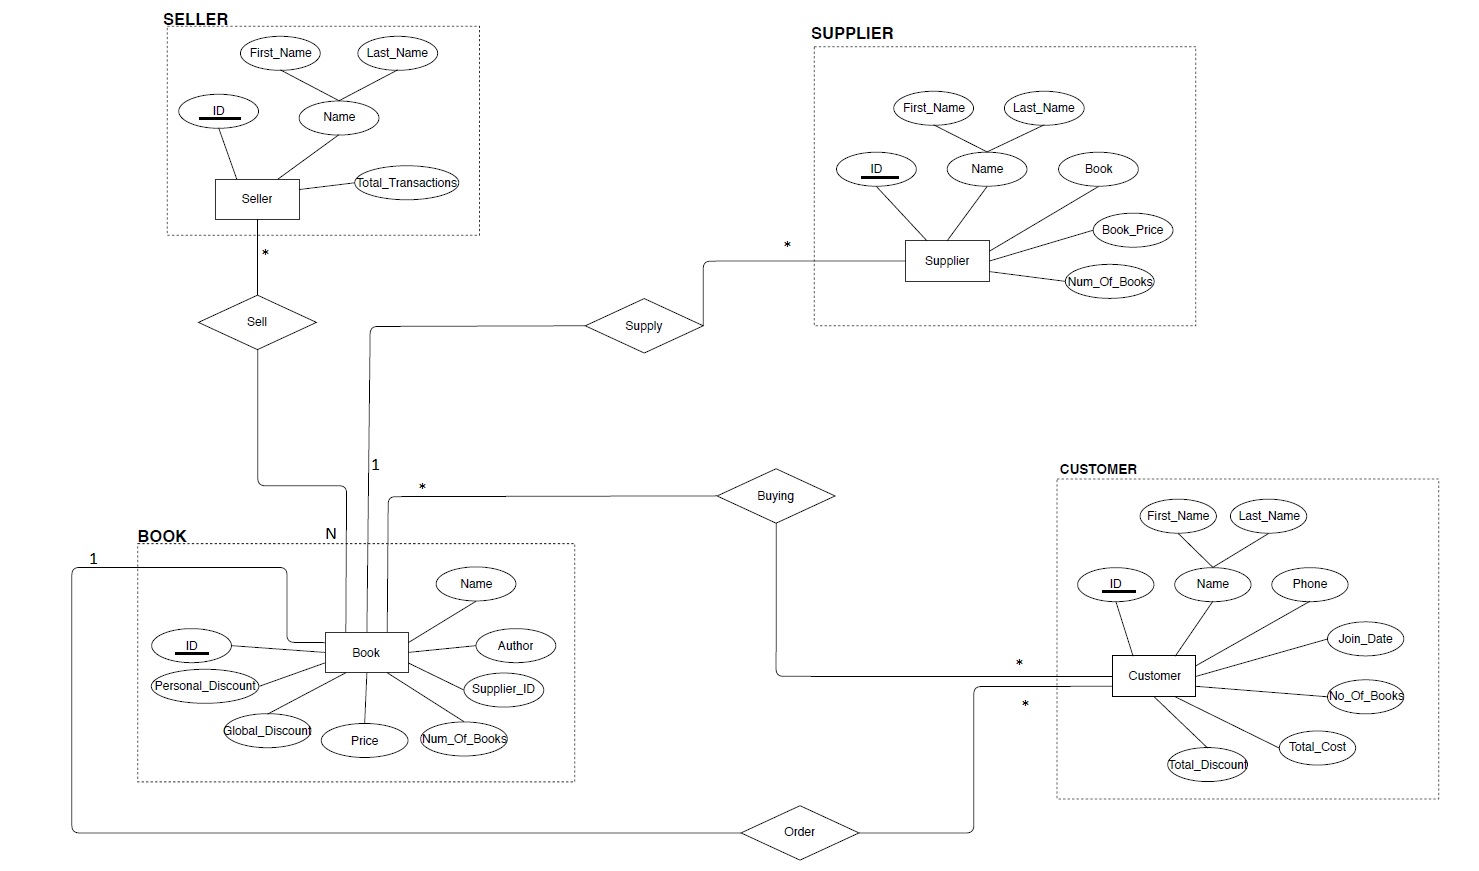 SELLER
First_Name
Last_Name
ID
Name
Total_Transactions
Seller
*
Sell
SUPPLIER
First_Name
Last_Name
ID
Name
Book
Book_Price
Supplier
Num_Of_Books
*
Supply
1
*
Buying
N
BOOK
1
Name
ID
Author
Book
Personal_Discount
Supplier_ID
Global_Discount
Price
Num_Of_Books
CUSTOMER
First_Name
Last_Name
ID
Name
Phone
Join_Date
*
Customer
No_Of_Books
*
Total_Cost
Total_Discount
Order